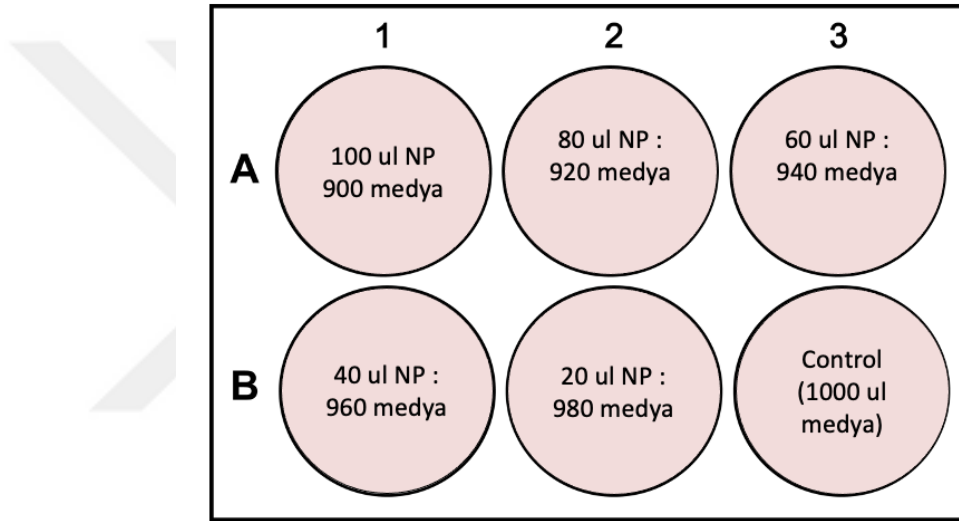 1 2 3
A
100 ul NP
900 medya
80 ul NP :
920 medya
60 ul NP :
940 medya
B
40 ul NP :
960 medya
20 ul NP :
980 medya
Control
(1000 ul
medya)